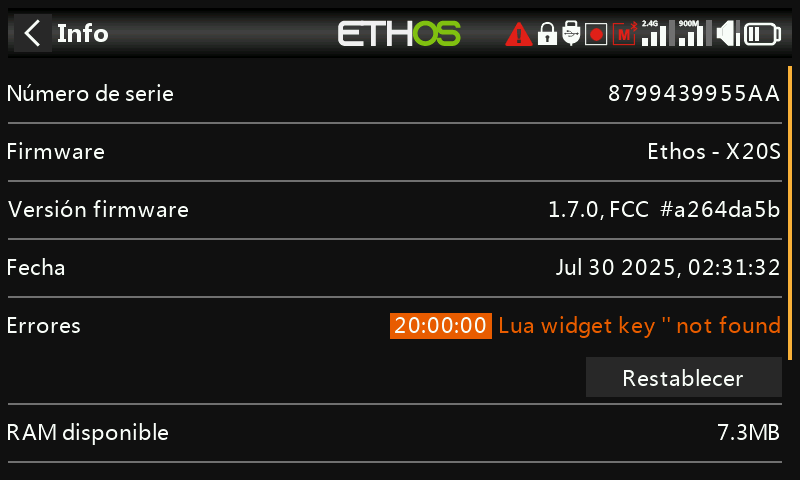 Info
ETHOS
M
2.4G
900M
Número de serie 8799439955AA
Firmware Ethos - X20S
Versión firmware 1.7.0, FCC #a264da5b
Fecha Jul 30 2025, 02:31:32
Errores 20:00:00 Lua widget key '' not found
Restablecer
RAM disponible 7.3MB